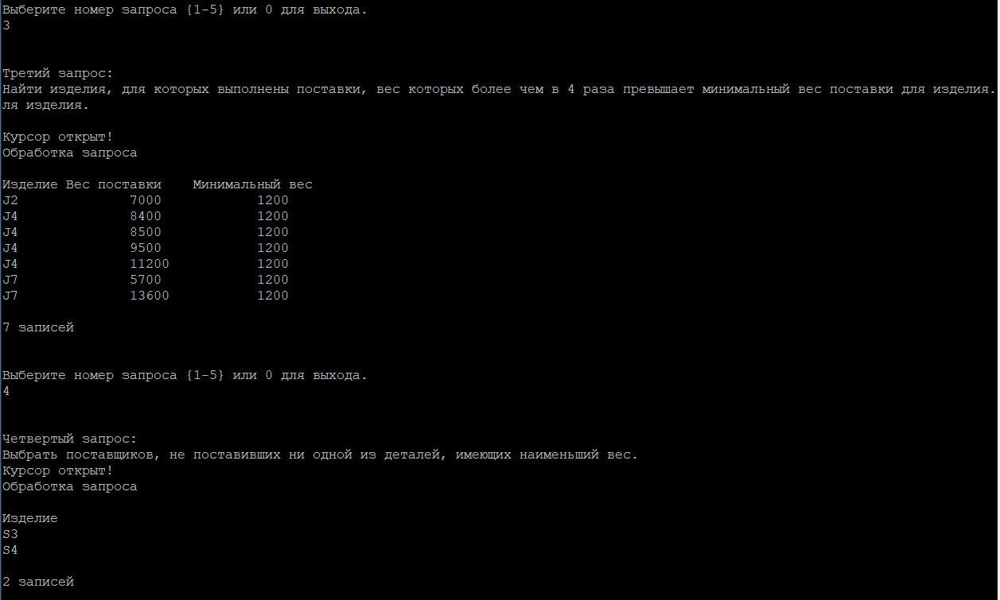 Выберите номер запроса {1-5} или 0 для выхода.
3
Третий запрос:
Найти изделия, для которых выполнены поставки, вес которых более чем в 4 раза превышает минимальный вес поставки для изделия.
ля изделия.
Курсор открыт!
Обработка запроса
Изделие Вес поставки    Минимальный вес
J2              7000            1200
J4              8400            1200
J4              8500            1200
J4              9500            1200
J4              11200           1200
J7              5700            1200
J7              13600           1200
7 записей
Выберите номер запроса {1-5} или 0 для выхода.
4
Четвертый запрос:
Выбрать поставщиков, не поставивших ни одной из деталей, имеющих наименьший вес.
Курсор открыт!
Обработка запроса
Изделие
S3
S4
2 записей